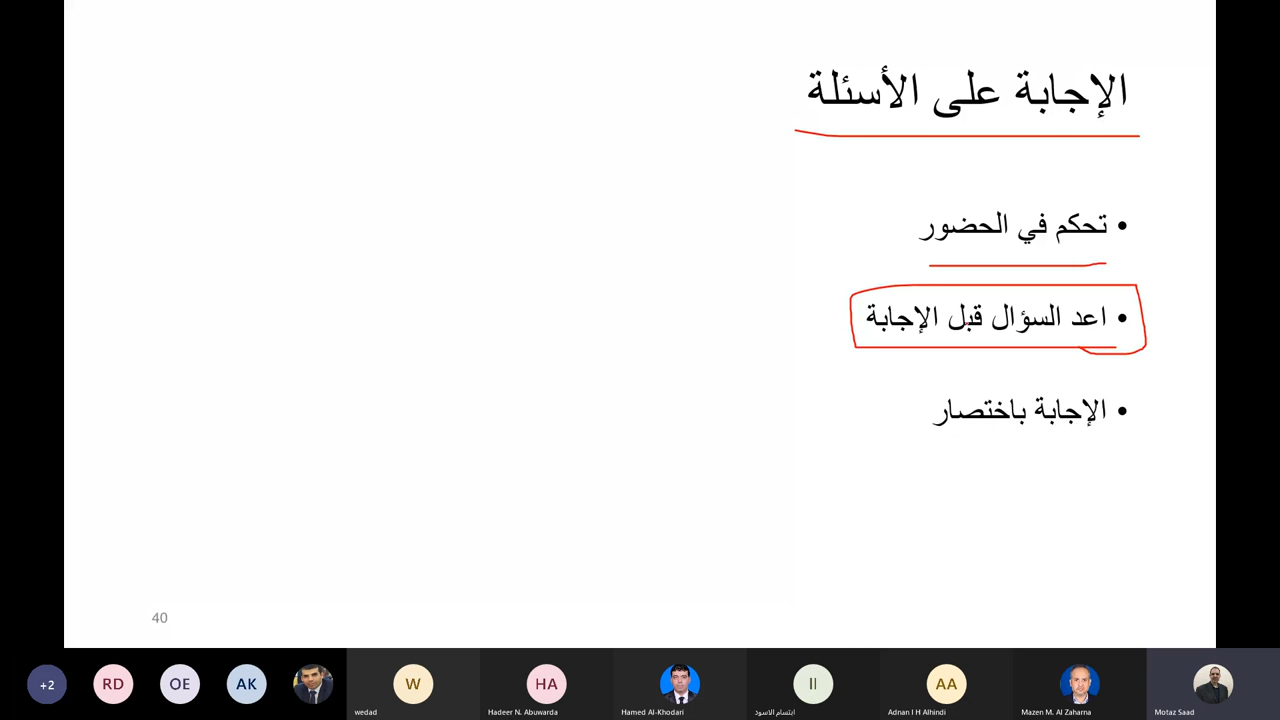 الإجابة على الأسئلة
• تحكم في الحضور
• اعد السؤال قبل الإجابة
• الإجابة باختصار
40
+2
RD
OE
AK
W
wedad
HA
Hadeer N. Abuwarda
Hamed Al-Khodari
اا
ابتسام الاسود
AA
Adnan I H Alhindi
Mazen M. Al Zaharna
Motaz Saad